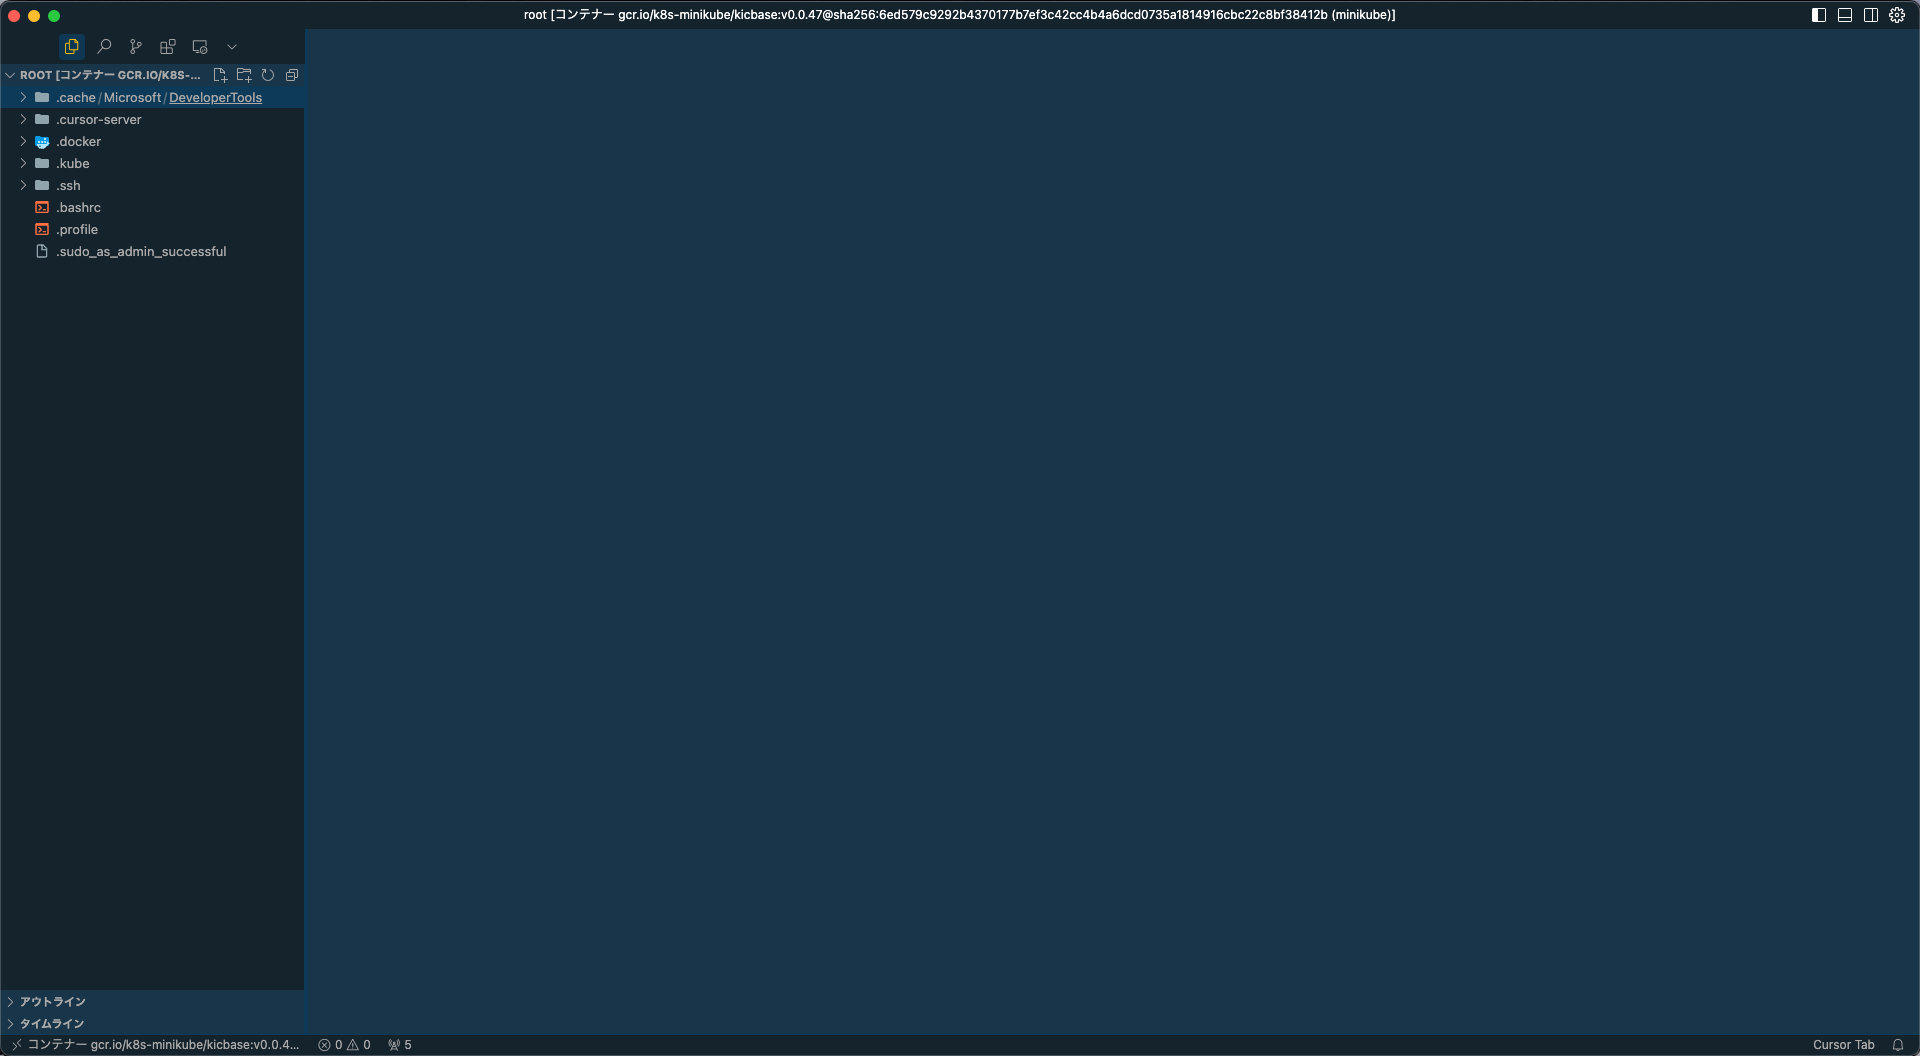 root [コンテナー gcr.io/k8s-minikube/kicbase:v0.0.47@sha256:6ed579c9292b4370177b7ef3c42cc4b4a6dcd0735a1814916cbc22c8bf38412b (minikube)]
ROOT [コンテナー GCR.IO/K8S-...
.cache/Microsoft/DeveloperTools
.cursor-server
.docker
.kube
.ssh
.bashrc
.profile
.sudo_as_admin_successful
アウトライン
タイムライン
コンテナー gcr.io/k8s-minikube/kicbase:v0.0.4... 0 0 5 Cursor Tab